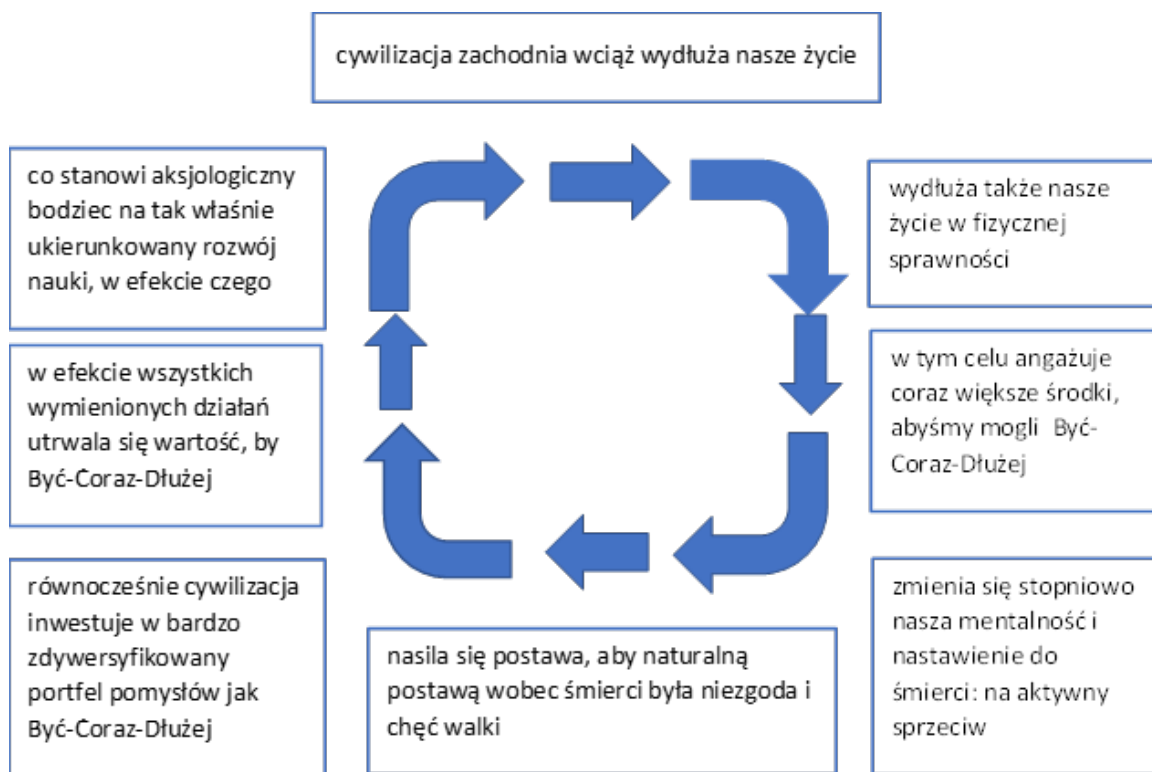 cywilizacja zachodnia wciąż wydłuża nasze życie
wydłuża także nasze
życie w fizycznej
sprawności
w tym celu angażuje
coraz większe środki,
abyśmy mogli  Być-
Coraz-Dłużej
zmienia się stopniowo
nasza mentalność i
nastawienie do
śmierci: na aktywny
sprzeciw
nasila się postawa, aby naturalną
postawą wobec śmierci była niezgoda i
chęć walki
równocześnie cywilizacja
inwestuje w bardzo
zdywersyfikowany
portfel pomysłów jak
Być-Coraz-Dłużej
w efekcie wszystkich
wymienionych działań
utrwala się wartość, by
Być-Coraz-Dłużej
co stanowi aksjologiczny
bodziec na tak właśnie
ukierunkowany rozwój
nauki, w efekcie czego